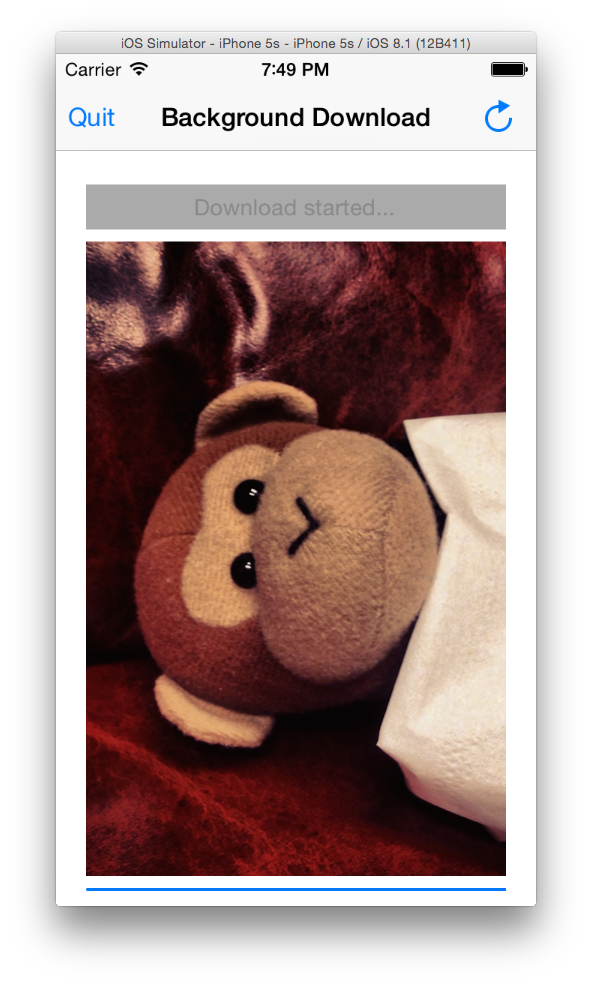 iOS Simulator - iPhone 5s - iPhone 5s / iOS 8.1 (12B411)
Carrier 7:49 PM
Quit Background Download
Download started...